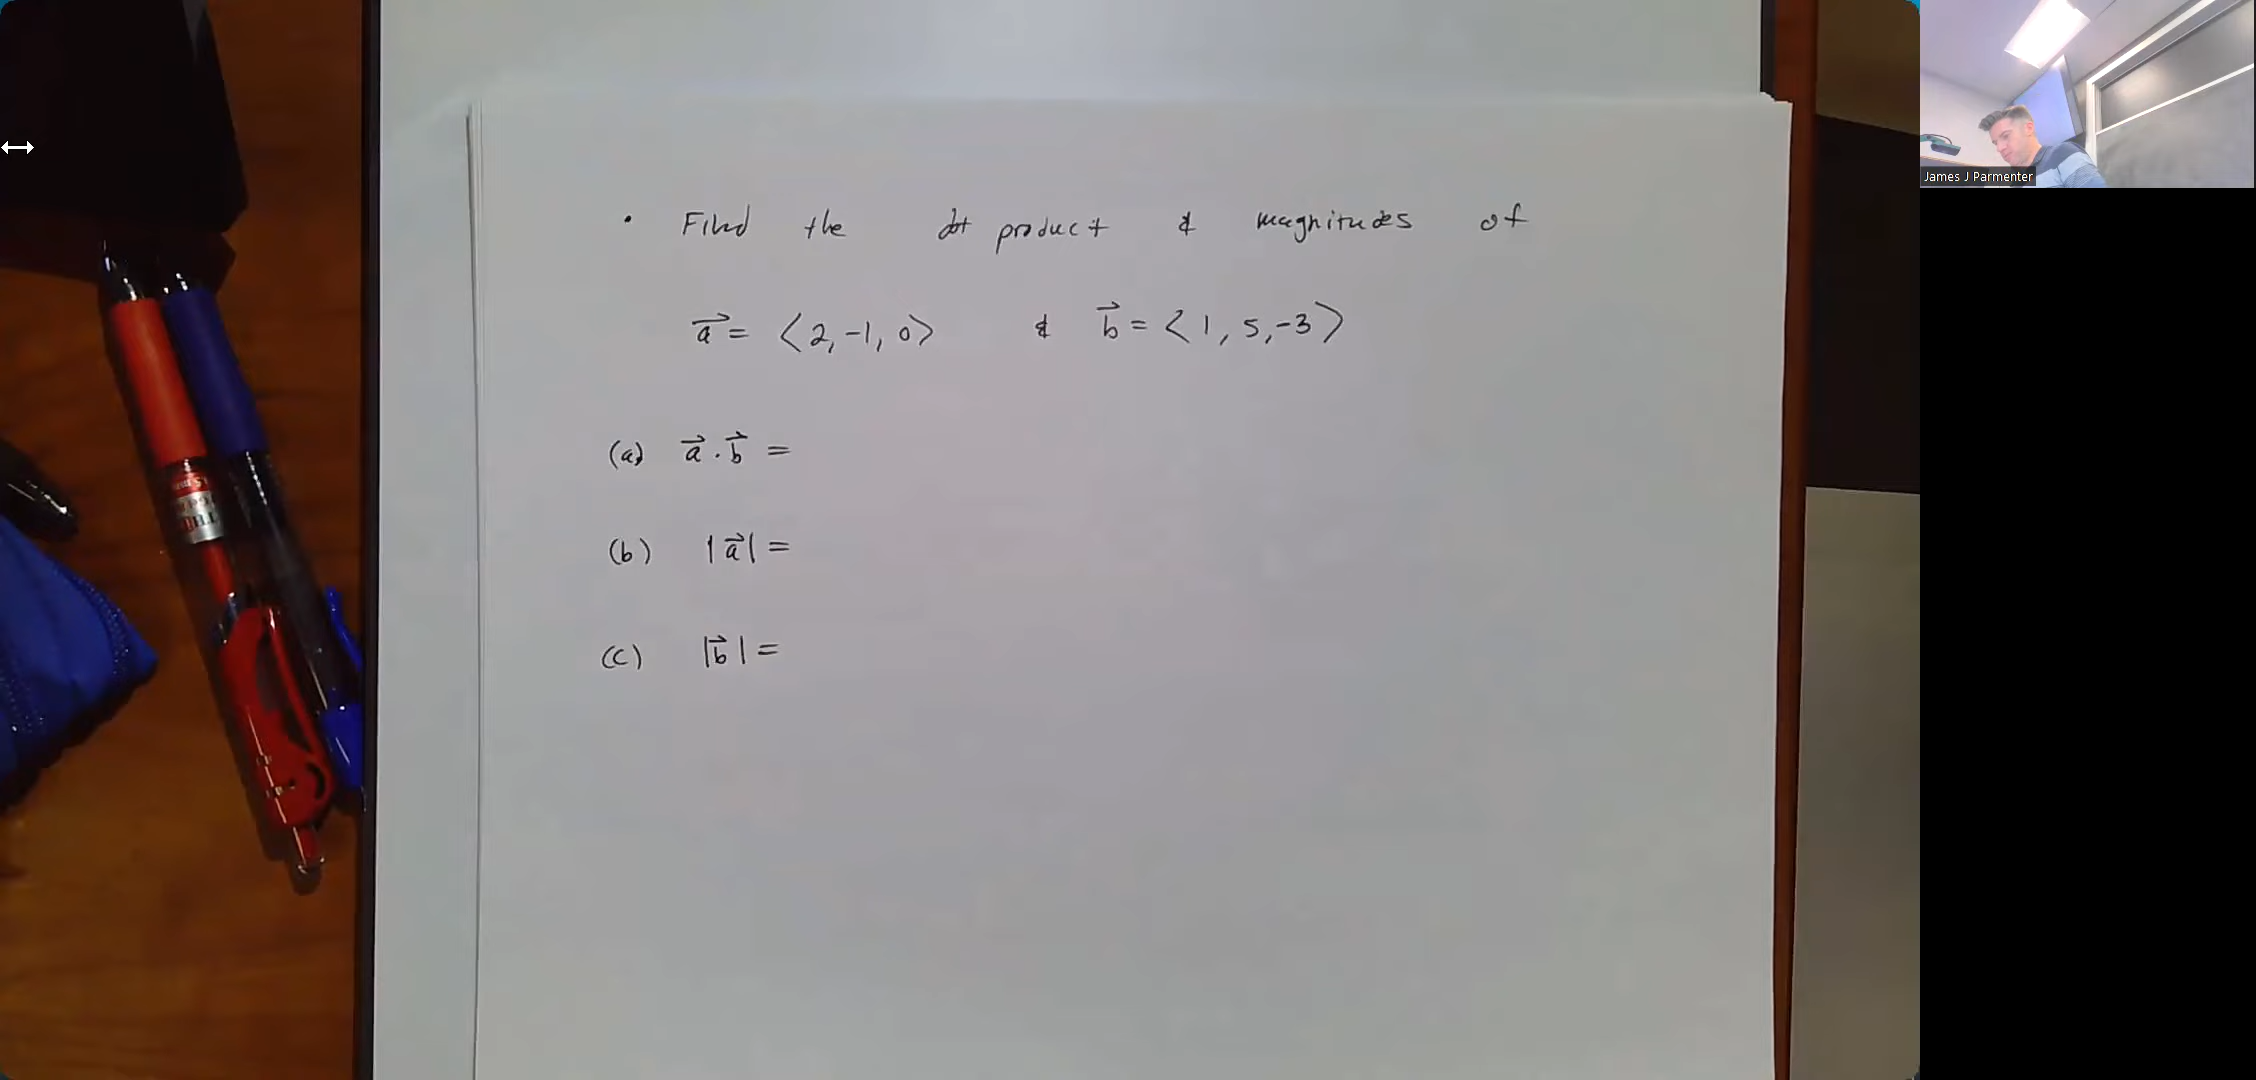 • Find the dot product & magnitudes of
a⃗ = ⟨2, -1, 0⟩ & b⃗ = ⟨1, 5, -3⟩
(a) a⃗ · b⃗ =
(b) |a⃗| =
(c) |b⃗| =
James J Parmenter